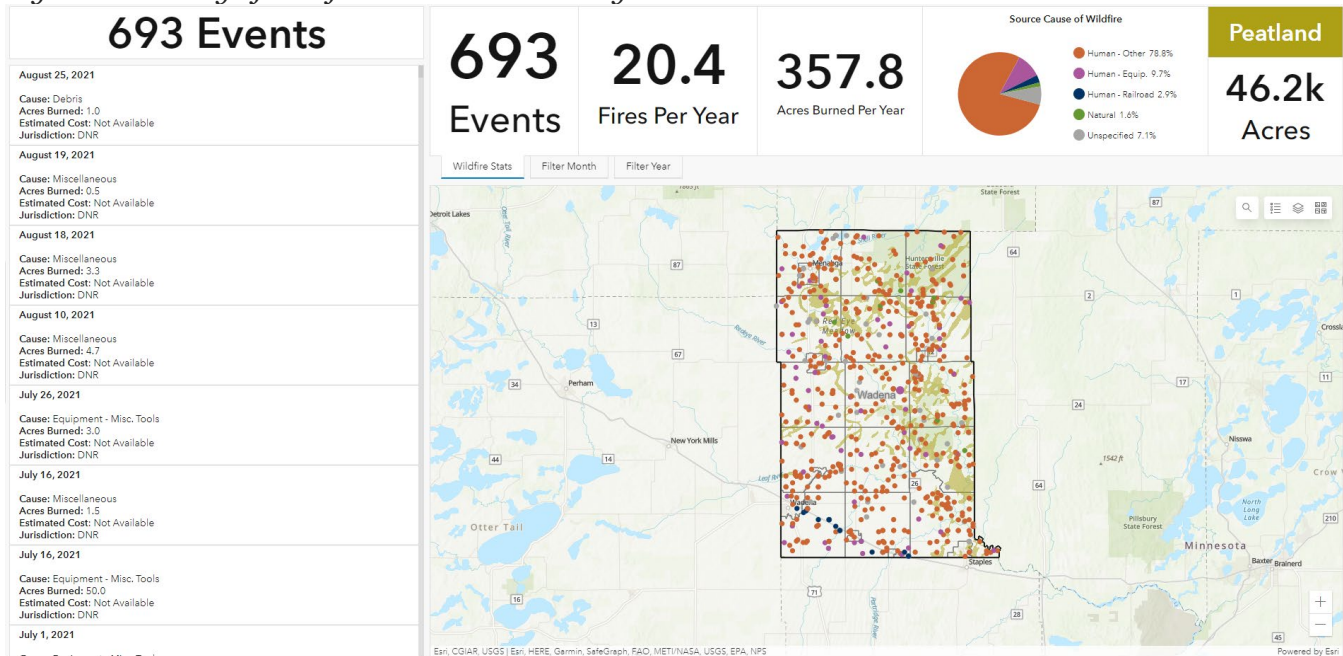 693 Events
August 25, 2021
Cause: Debris
Acres Burned: 1.0
Estimated Cost: Not Available
Jurisdiction: DNR
August 19, 2021
Cause: Miscellaneous
Acres Burned: 0.5
Estimated Cost: Not Available
Jurisdiction: DNR
August 18, 2021
Cause: Miscellaneous
Acres Burned: 3.3
Estimated Cost: Not Available
Jurisdiction: DNR
August 10, 2021
Cause: Miscellaneous
Acres Burned: 4.7
Estimated Cost: Not Available
Jurisdiction: DNR
July 26, 2021
Cause: Equipment - Misc. Tools
Acres Burned: 3.0
Estimated Cost: Not Available
Jurisdiction: DNR
July 16, 2021
Cause: Miscellaneous
Acres Burned: 1.5
Estimated Cost: Not Available
Jurisdiction: DNR
July 16, 2021
Cause: Equipment - Misc. Tools
Acres Burned: 50.0
Estimated Cost: Not Available
Jurisdiction: DNR
July 1, 2021
693
Events
20.4
Fires Per Year
357.8
Acres Burned Per Year
Source Cause of Wildfire
Human - Other 78.8%
Human - Equip. 9.7%
Human - Railroad 2.9%
Natural 1.6%
Unspecified 7.1%
Peatland
46.2k
Acres
Wildfire Stats
Filter Month
Filter Year
State Forest
Detroit Lakes
87
64
Menahga
Huntersville
State Forest
87
2
1
13
Red Eye
Redeye River
67
Crossla
34
Perham
Wadena
17
11
24
New York Mills
Nisswa
44
14
1542 ft
Crow
26
64
Wadena
Otter Tail
Pillsbury
State Forest
North
Long
Lake
210
Minnesota
Baxter Brainerd
Staples
16
71
Partridge River
28
+
−
45
Esri, CGIAR, USGS | Esri, HERE, Garmin, SafeGraph, FAO, METI/NASA, USGS, EPA, NPS
Powered by Esri